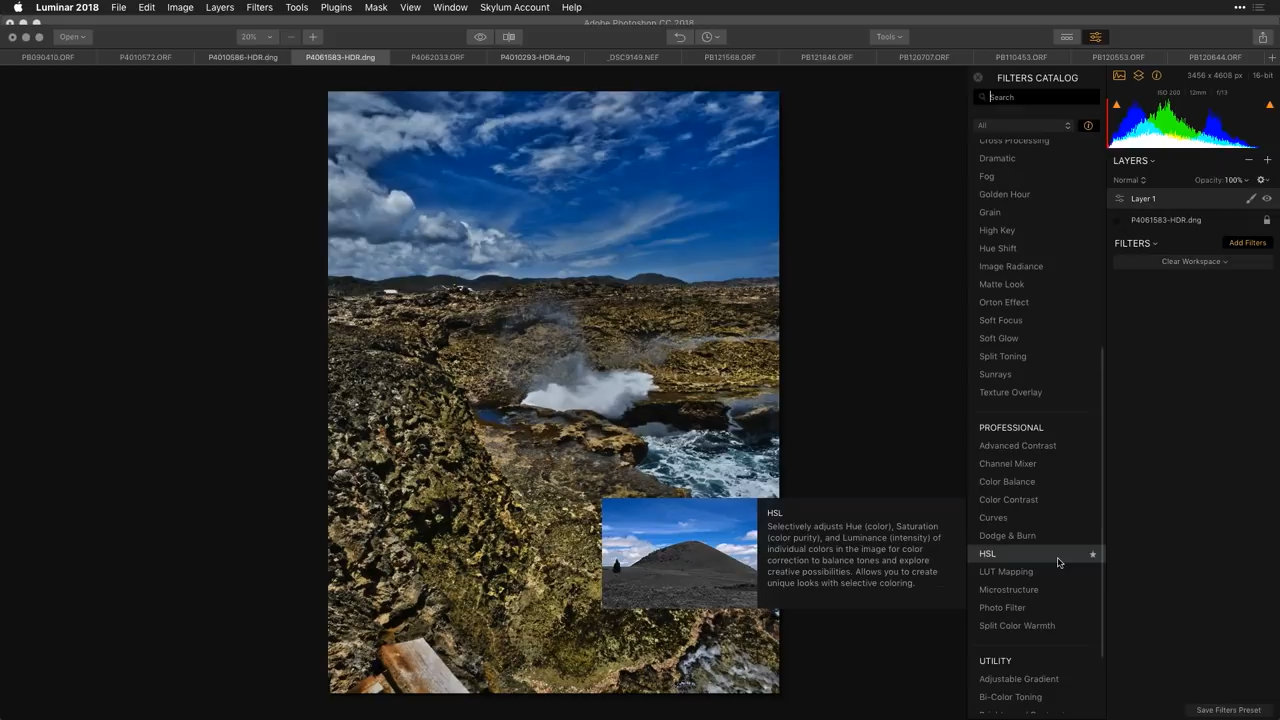 Luminar 2018 File Edit Image Layers Filters Tools Plugins Mask View Window Skylum Account Help
Adobe Photoshop CC 2018
Open 20% Tools
PB090410.ORF P4010572.ORF P4010586-HDR.dng P4061583-HDR.dng P4062033.ORF P4010293-HDR.dng _DSC9149.NEF PB121568.ORF PB121846.ORF PB120707.ORF PB110453.ORF PB120553.ORF PB120644.ORF
FILTERS CATALOG
Search
All
Cross Processing
Dramatic
Fog
Golden Hour
Grain
High Key
Hue Shift
Image Radiance
Matte Look
Orton Effect
Soft Focus
Soft Glow
Split Toning
Sunrays
Texture Overlay
PROFESSIONAL
Advanced Contrast
Channel Mixer
Color Balance
Color Contrast
Curves
Dodge & Burn
HSL
LUT Mapping
Microstructure
Photo Filter
Split Color Warmth
UTILITY
Adjustable Gradient
Bi-Color Toning
HSL
Selectively adjusts Hue (color), Saturation
(color purity), and Luminance (intensity) of
individual colors in the image for color
correction to balance tones and explore
creative possibilities. Allows you to create
unique looks with selective coloring.
3456 x 4608 px 16-bit
ISO 200 12mm f/13
LAYERS
Normal Opacity: 100%
Layer 1
P4061583-HDR.dng
FILTERS Add Filters
Clear Workspace
Save Filters Preset